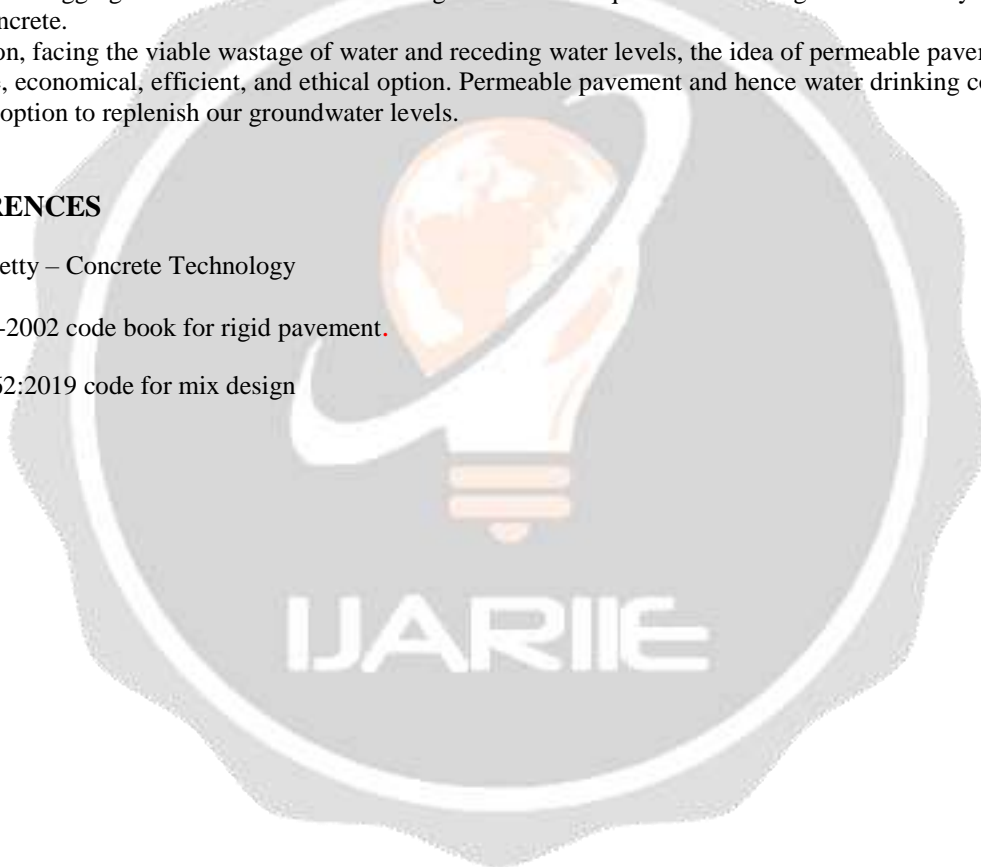 ncrete.
on, facing the viable wastage of water and receding water levels, the idea of permeable paver
, economical, efficient, and ethical option. Permeable pavement and hence water drinking co
option to replenish our groundwater levels.
RENCES
etty – Concrete Technology
-2002 code book for rigid pavement.
62:2019 code for mix design
IJARIIE